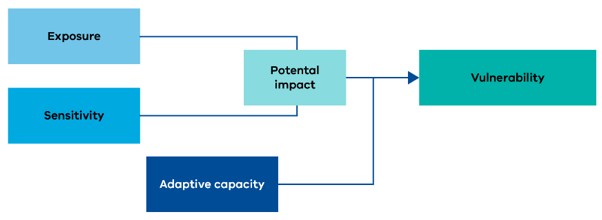 Exposure
Potental
impact
Vulnerability
Sensitivity
Adaptive capacity